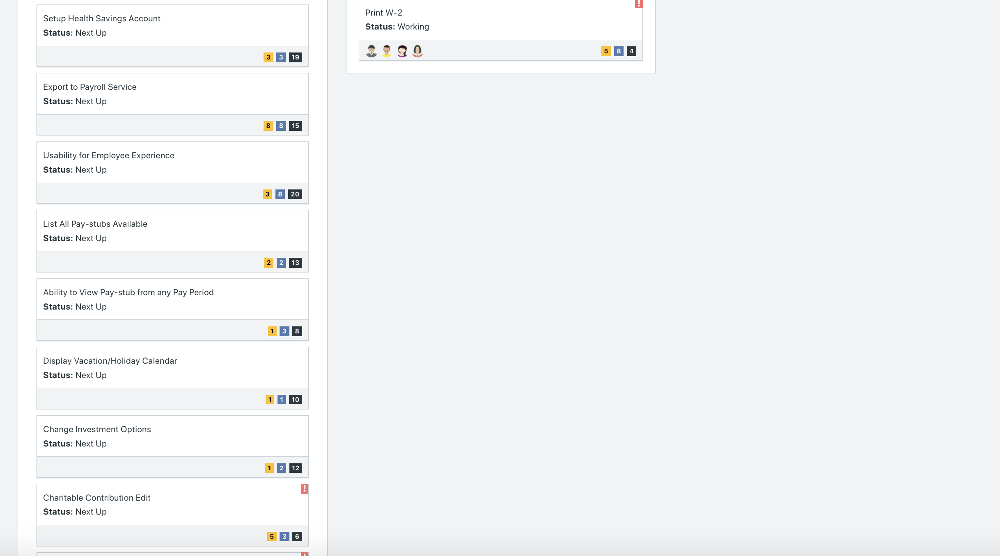 Setup Health Savings Account
Status: Next Up
3 3 19
Export to Payroll Service
Status: Next Up
8 8 15
Usability for Employee Experience
Status: Next Up
3 8 20
List All Pay-stubs Available
Status: Next Up
2 2 13
Ability to View Pay-stub from any Pay Period
Status: Next Up
1 3 8
Display Vacation/Holiday Calendar
Status: Next Up
1 1 10
Change Investment Options
Status: Next Up
1 2 12
!
Charitable Contribution Edit
Status: Next Up
5 3 6
!
!
Print W-2
Status: Working
5 8 4